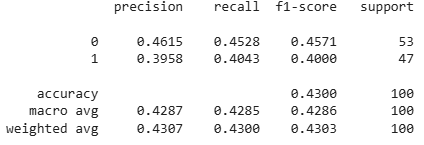 precision recall f1-score support
0 0.4615 0.4528 0.4571 53
1 0.3958 0.4043 0.4000 47
accuracy 0.4300 100
macro avg 0.4287 0.4285 0.4286 100
weighted avg 0.4307 0.4300 0.4303 100